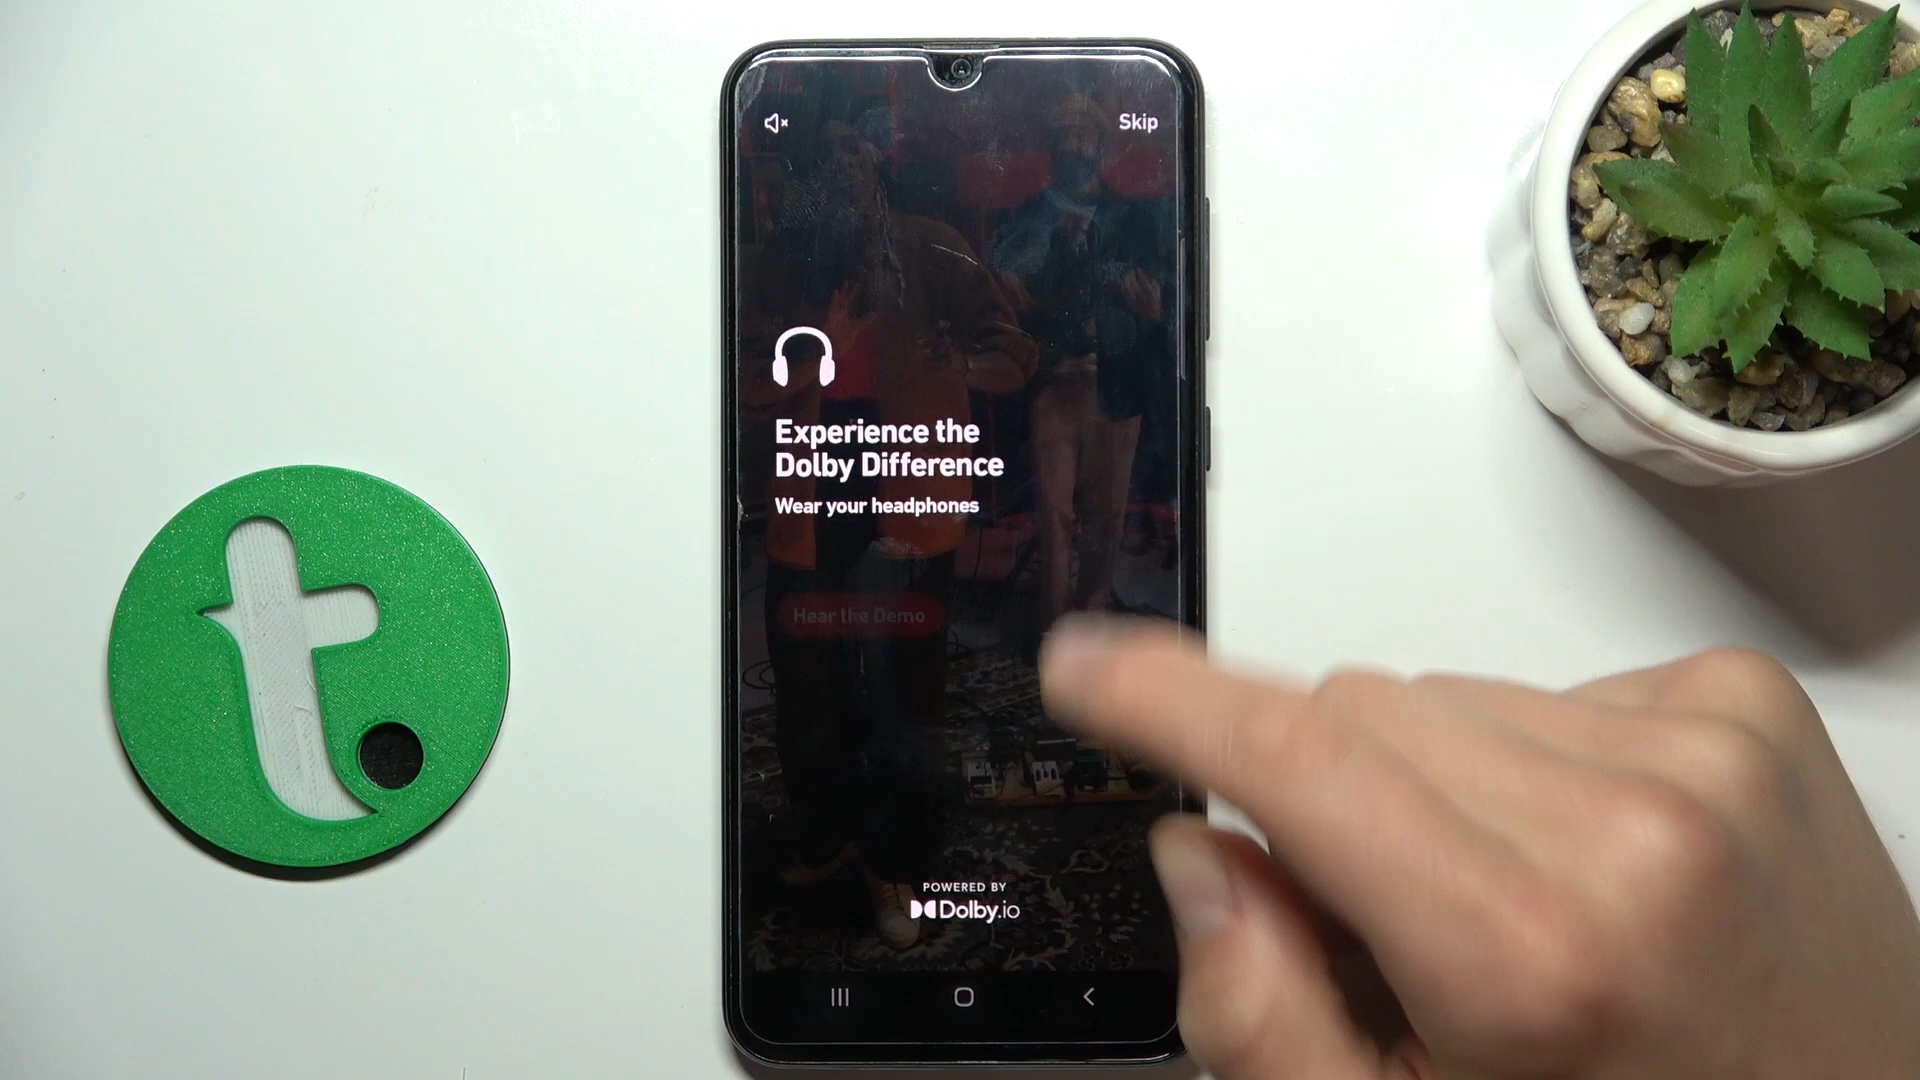 Skip
Experience the
Dolby Difference
Wear your headphones
Hear the Demo
POWERED BY
Dolby.io
t